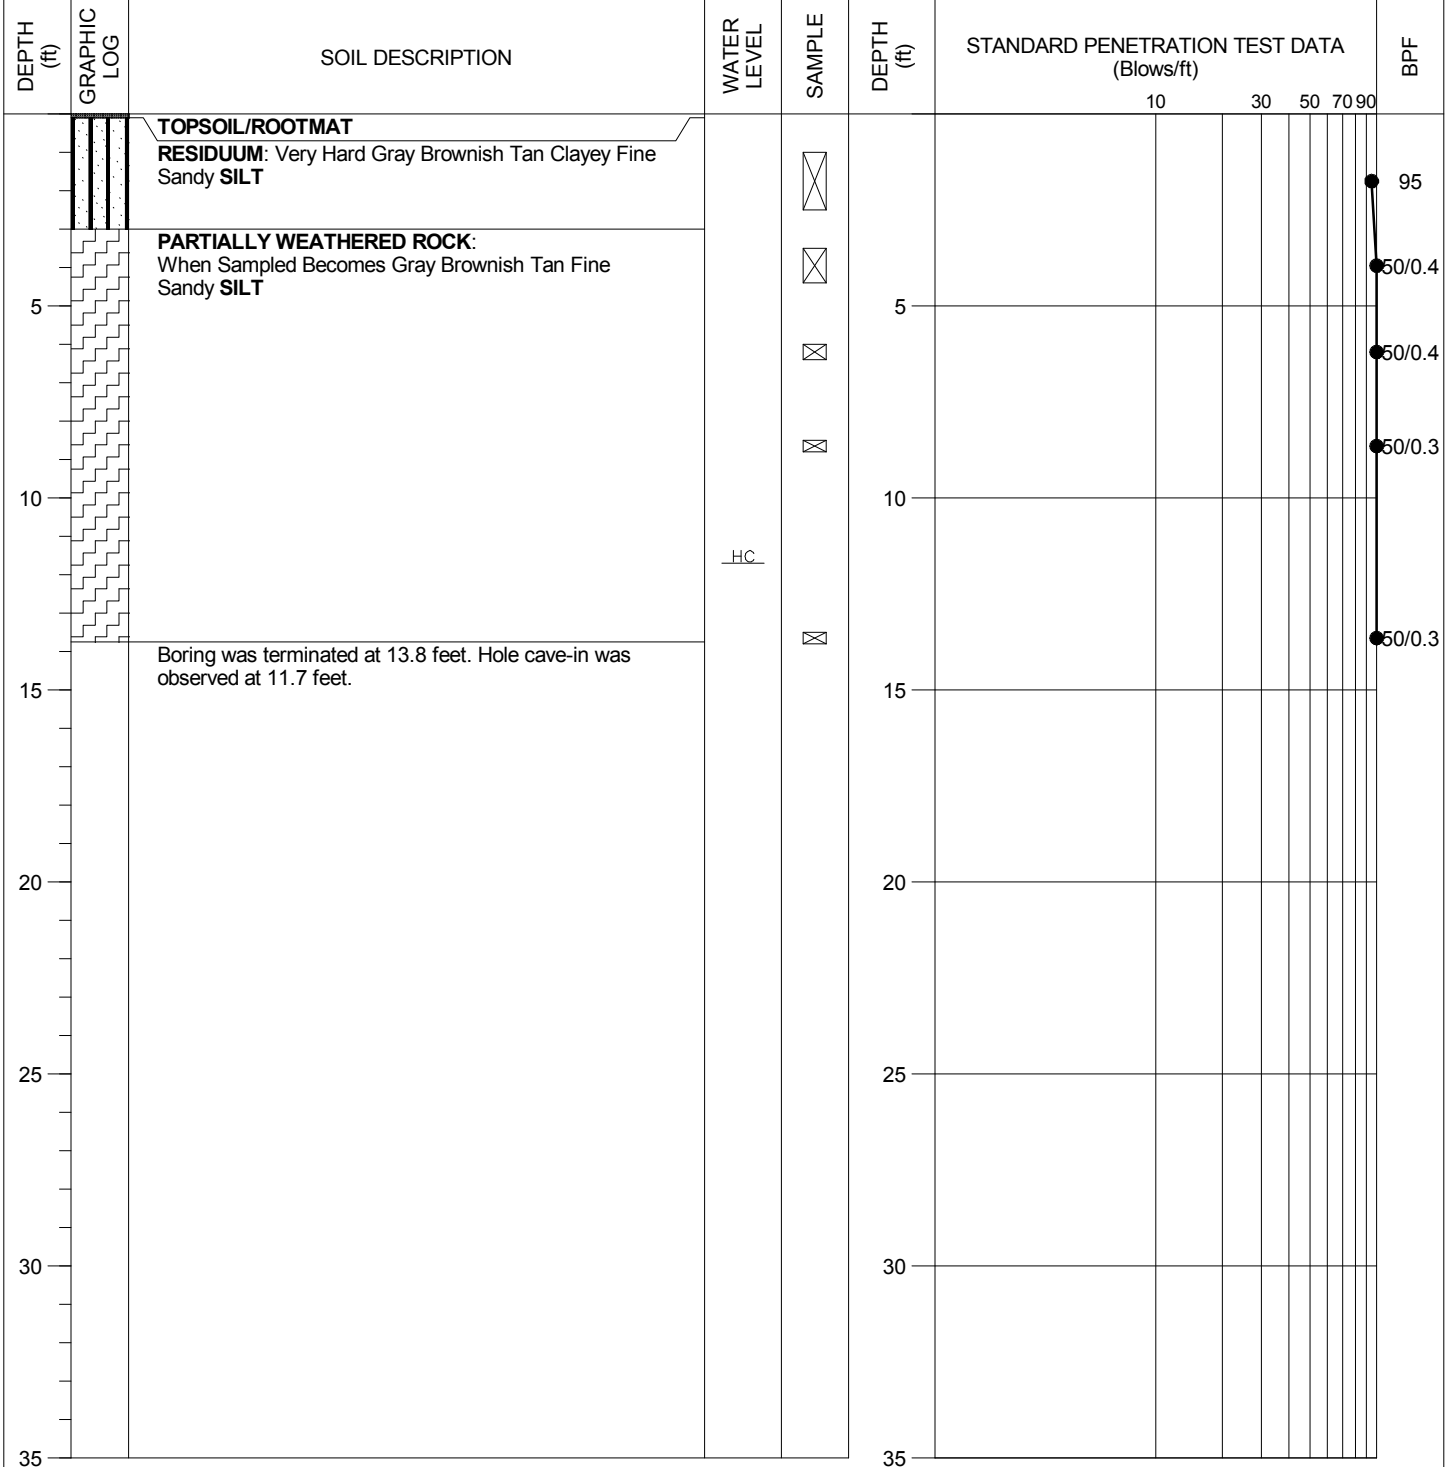 DEPTH
(ft)
GRAPHIC
LOG
SOIL DESCRIPTION
WATER
LEVEL
SAMPLE
DEPTH
(ft)
STANDARD PENETRATION TEST DATA
(Blows/ft)
BPF
10 30 50 70 90
TOPSOIL/ROOTMAT
RESIDUUM: Very Hard Gray Brownish Tan Clayey Fine
Sandy SILT
95
PARTIALLY WEATHERED ROCK:
When Sampled Becomes Gray Brownish Tan Fine
Sandy SILT
50/0.4
5
5
50/0.4
50/0.3
10
10
HC
50/0.3
Boring was terminated at 13.8 feet. Hole cave-in was
observed at 11.7 feet.
15
15
20
20
25
25
30
30
35
35